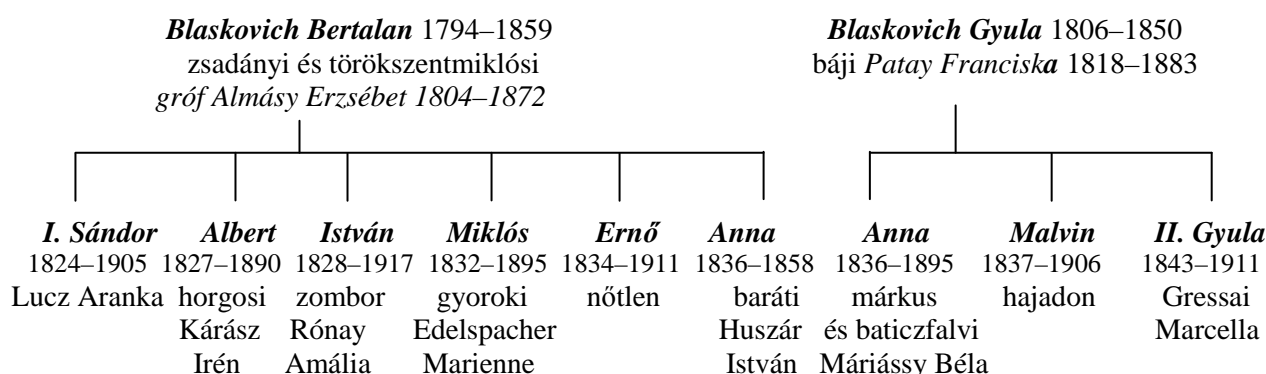 Blaskovich Bertalan 1794–1859
zsadányi és törökszentmiklósi
gróf Almásy Erzsébet 1804–1872
Blaskovich Gyula 1806–1850
báji Patay Franciska 1818–1883
I. Sándor Albert István Miklós Ernő Anna Anna Malvin II. Gyula
1824–1905 1827–1890 1828–1917 1832–1895 1834–1911 1836–1858 1836–1895 1837–1906 1843–1911
Lucz Aranka horgosi zombor gyoroki nőtlen baráti márkus hajadon Gressai
Kárász Rónay Edelspacher Huszár és baticzfalvi Marcella
Irén Amália Marienne István Máriássy Béla